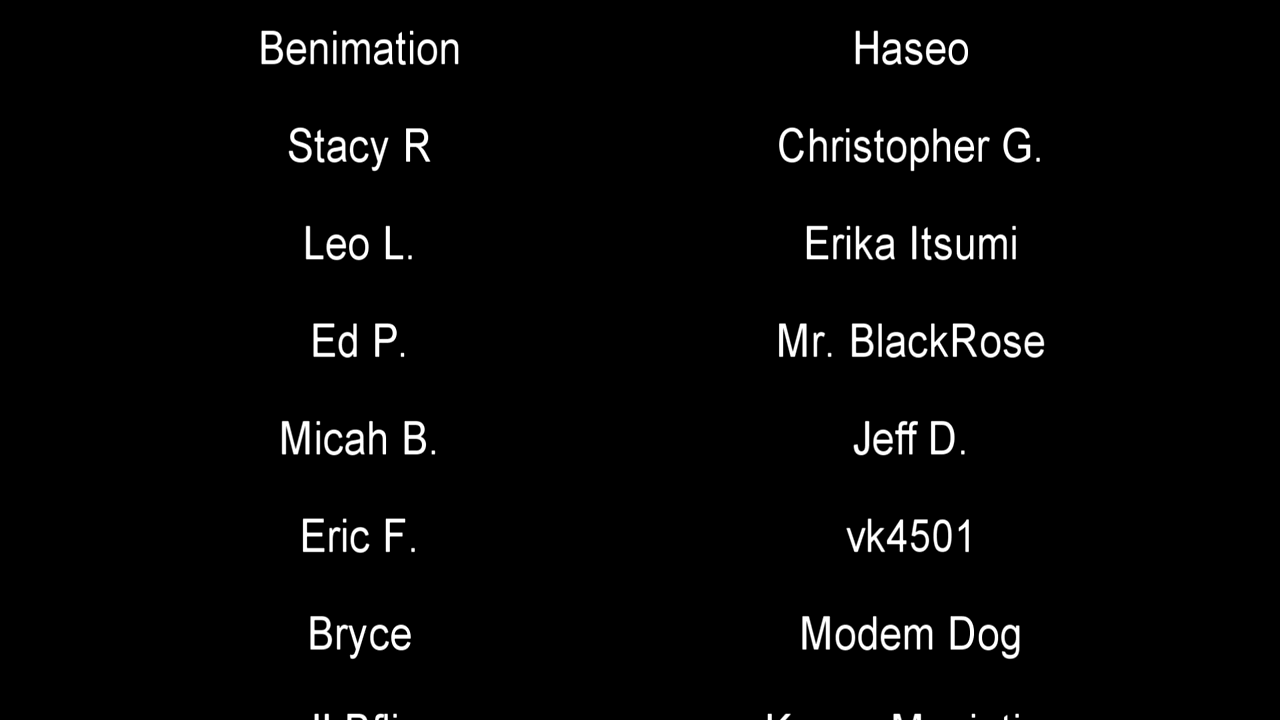 Benimation Haseo
Stacy R Christopher G.
Leo L. Erika Itsumi
Ed P. Mr. BlackRose
Micah B. Jeff D.
Eric F. vk4501
Bryce Modem Dog